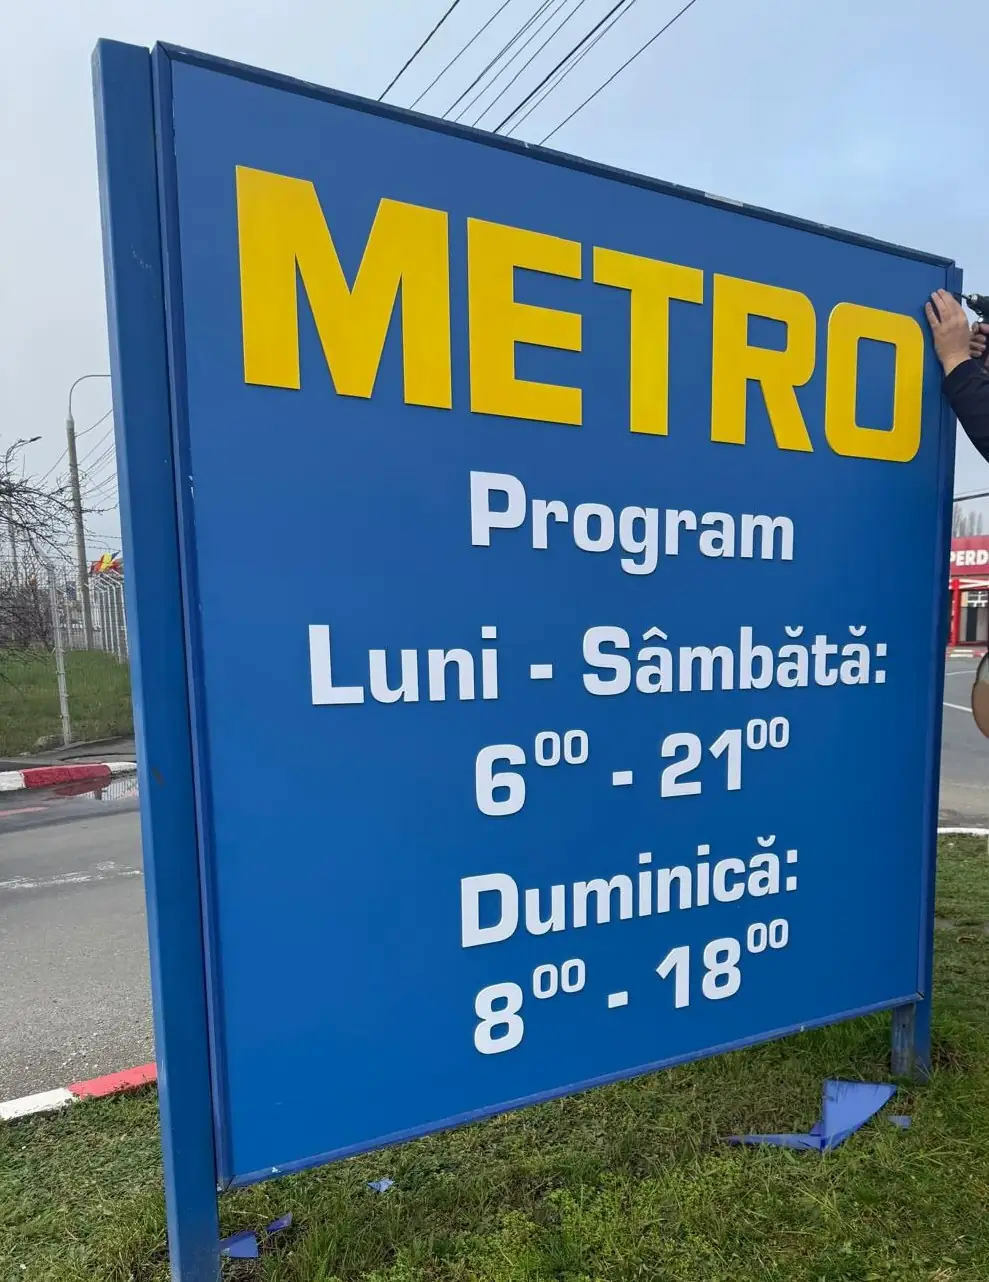 METRO
Program
Luni - Sâmbătă:
6⁰⁰ - 21⁰⁰
Duminică:
8⁰⁰ - 18⁰⁰